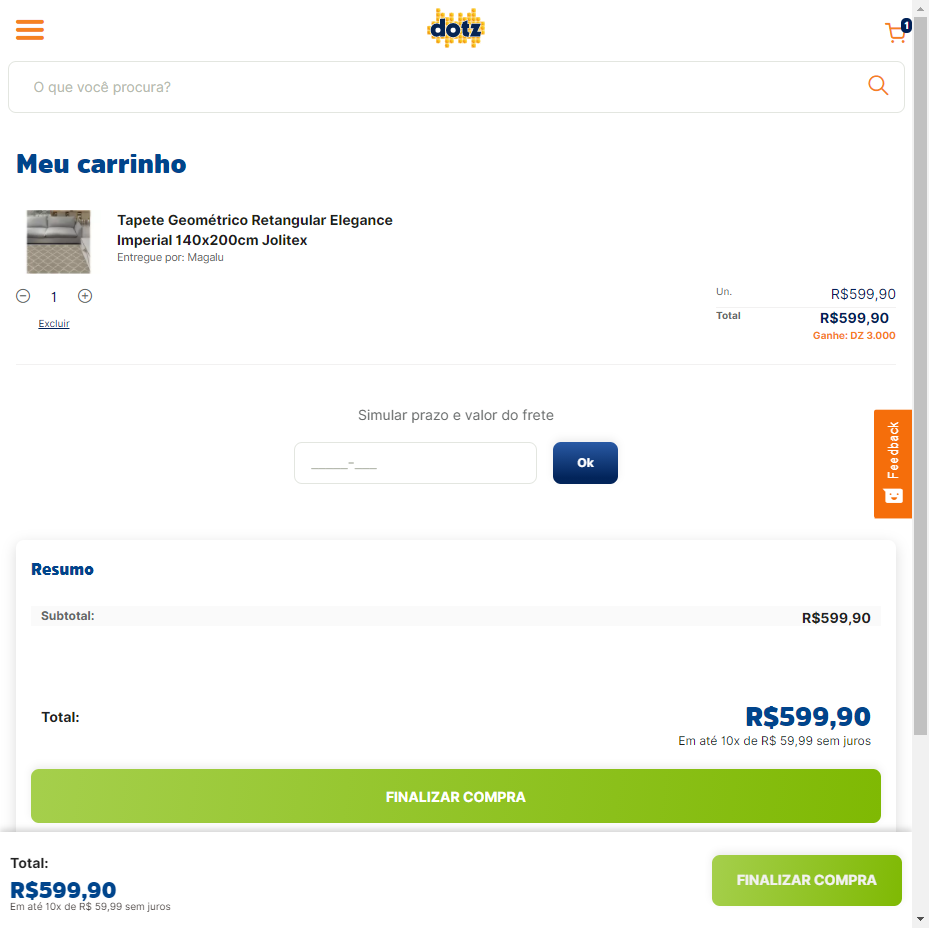 dotz
1
O que você procura?
Meu carrinho
Tapete Geométrico Retangular Elegance
Imperial 140x200cm Jolitex
Entregue por: Magalu
1
Excluir
Un.
R$599,90
Total
R$599,90
Ganhe: DZ 3.000
Simular prazo e valor do frete
_____-___
Ok
Feedback
Resumo
Subtotal:
R$599,90
Total:
R$599,90
Em até 10x de R$ 59,99 sem juros
FINALIZAR COMPRA
Total:
R$599,90
Em até 10x de R$ 59,99 sem juros
FINALIZAR COMPRA